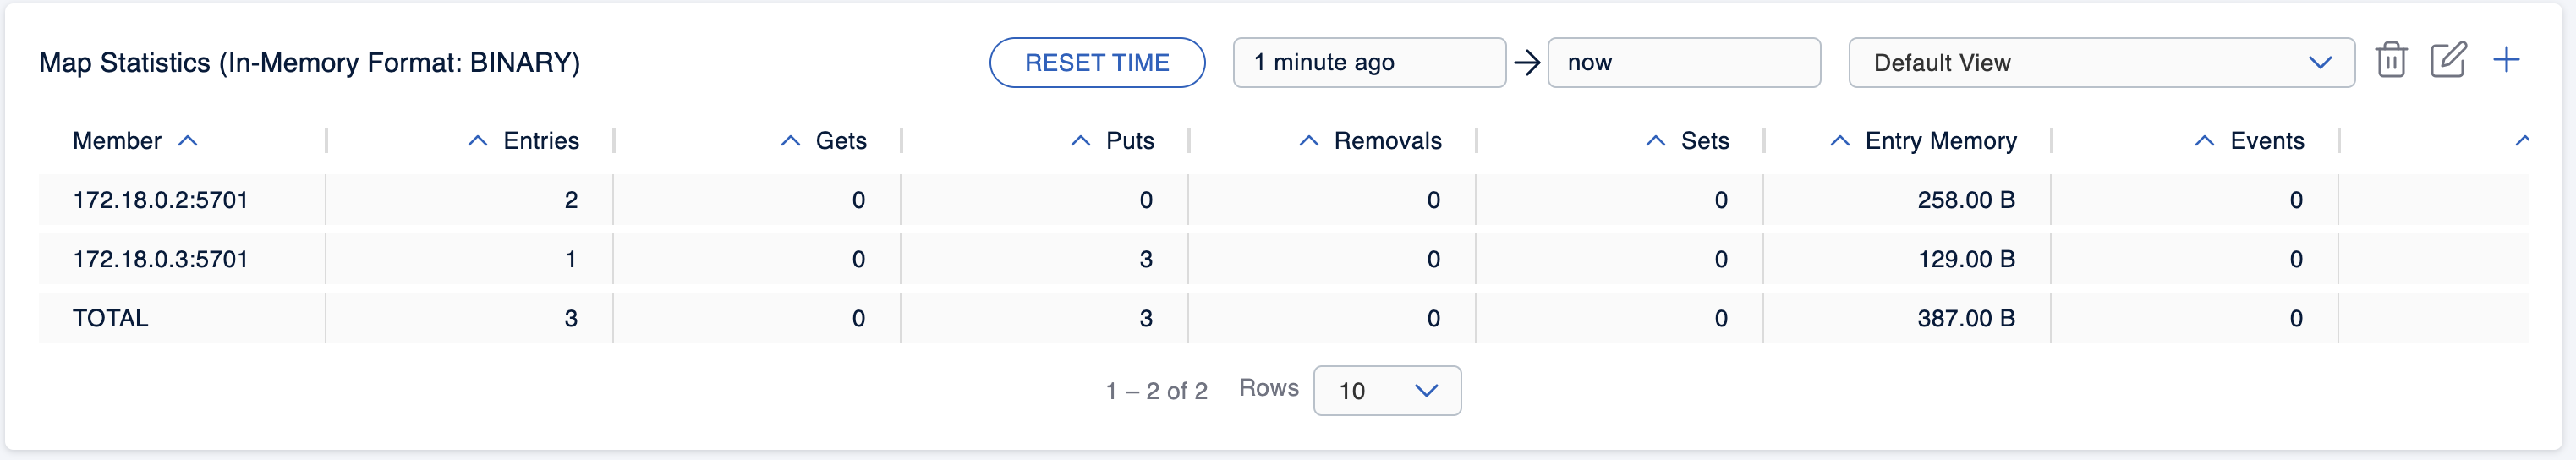 Map Statistics (In-Memory Format: BINARY) RESET TIME 1 minute ago now Default View
Member Entries Gets Puts Removals Sets Entry Memory Events
172.18.0.2:5701 2 0 0 0 0 258.00 B 0
172.18.0.3:5701 1 0 3 0 0 129.00 B 0
TOTAL 3 0 3 0 0 387.00 B 0
1 – 2 of 2 Rows 10